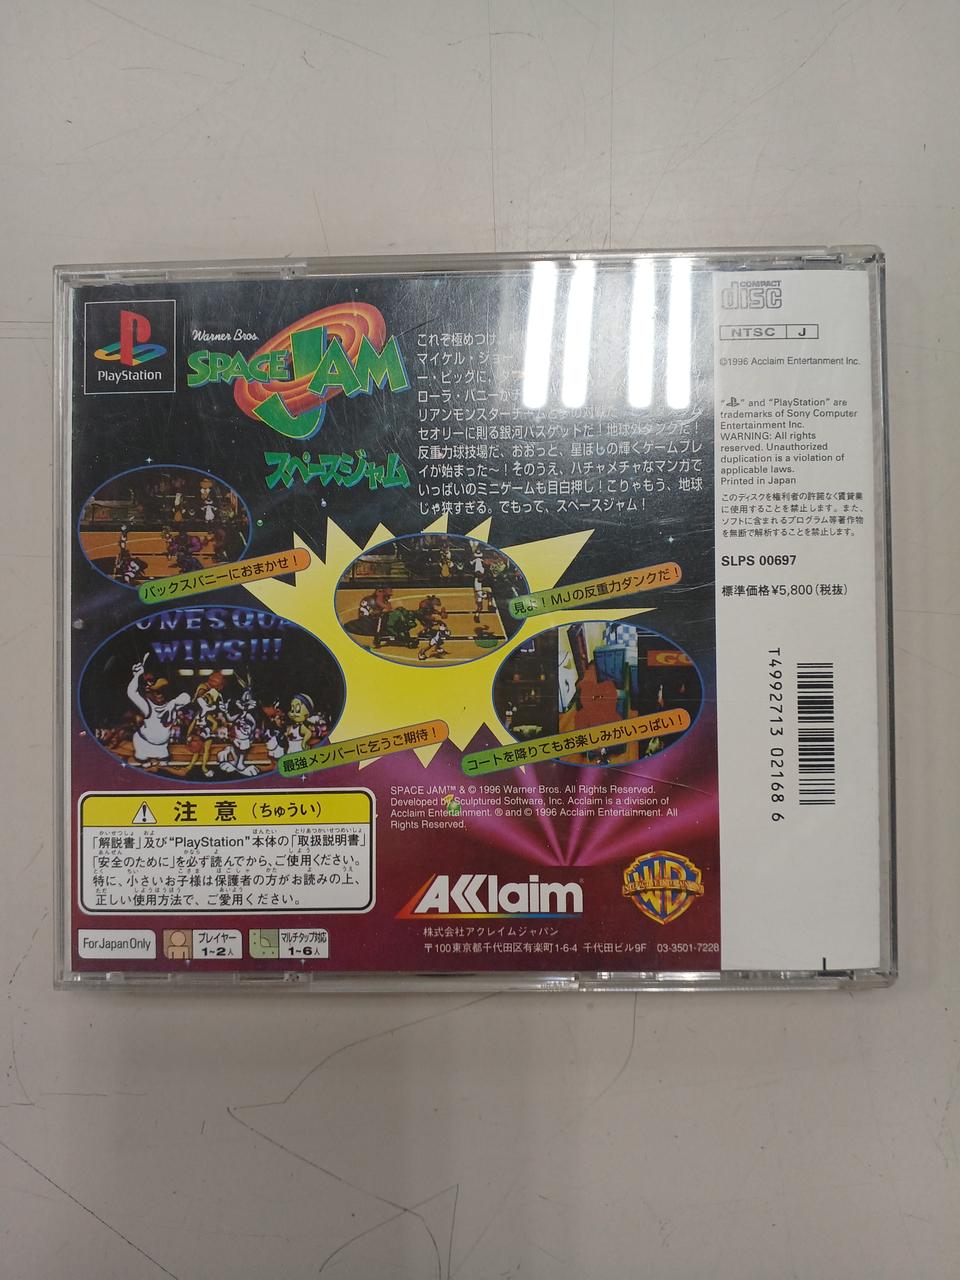 PlayStation
Warner Bros.
SPACE JAM
スペースジャム
これぞ極めつけ
マイケル・ジョー
ー・ビッグに、
ローラ・バニーが
リアンモンスターチームと
セオリーに則る銀河バスケットだ!地球外ダンクだ!
反重力球技場だ、おおっと、星ぼしの輝くゲームプレ
イが始まった〜!そのうえ、ハチャメチャなマンガで
いっぱいのミニゲームも目白押し!こりゃもう、地球
じゃ狭すぎる。でもって、スペースジャム!
バックスバニーにおまかせ!
見よ!MJの反重力ダンクだ!
WINS!!!
最強メンバーに乞うご期待!
コートを降りてもお楽しみがいっぱい!
SPACE JAM™ & © 1996 Warner Bros. All Rights Reserved.
Developed by Sculptured Software, Inc. Acclaim is a division of
Acclaim Entertainment. ® and © 1996 Acclaim Entertainment. All
All Rights Reserved.
注意(ちゅうい)
「解説書」及び"PlayStation"本体の「取扱説明書」
「安全のために」を必ず読んでから、ご使用ください。
特に、小さいお子様は保護者の方がお読みの上、
正しい使用方法で、ご愛用ください。
For Japan Only
プレイヤー
1~2人
マルチタップ対応
1~6人
AKKlaim
株式会社アクレイムジャパン
〒100東京都千代田区有楽町1-6-4 千代田ビル9F 03-3501-7228
WB
COMPACT
disc
NTSC J
©1996 Acclaim Entertanment Inc.
" " and "PlayStation" are
trademarks of Sony Computer
Entertainment Inc.
WARNING: All rights
reserved. Unauthorized
duplication is a violation of
applicable laws.
Printed in Japan
このディスクを権利者の許諾なく賃貸業
に使用することを禁止します。また、
ソフトに含まれるプログラム等著作物
を無断で解析することを禁止します。
SLPS 00697
標準価格¥5,800(税抜)
T4992713 02168 6